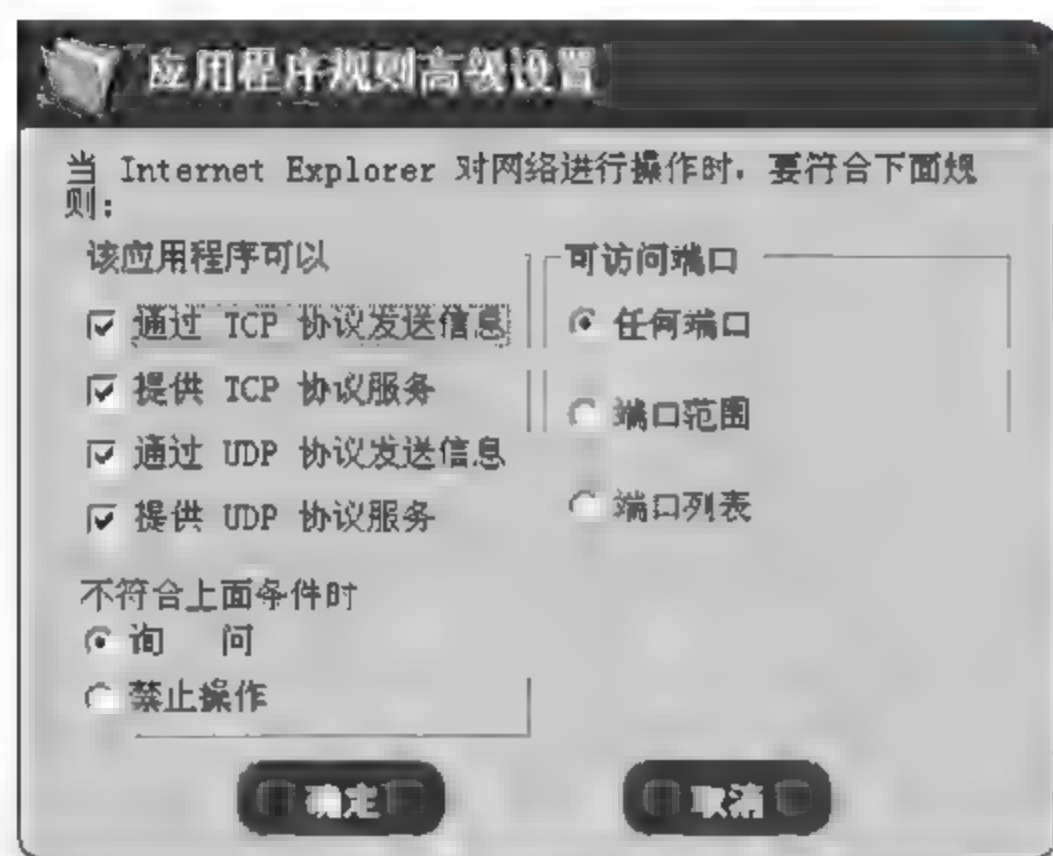 应用程序规则高级设置
当 Internet Explorer 对网络进行操作时，要符合下面规
则：
该应用程序可以
通过 TCP 协议发送信息
提供 TCP 协议服务
通过 UDP 协议发送信息
提供 UDP 协议服务
不符合上面条件时
询 问
禁止操作
可访问端口
任何端口
端口范围
端口列表
确定
取消